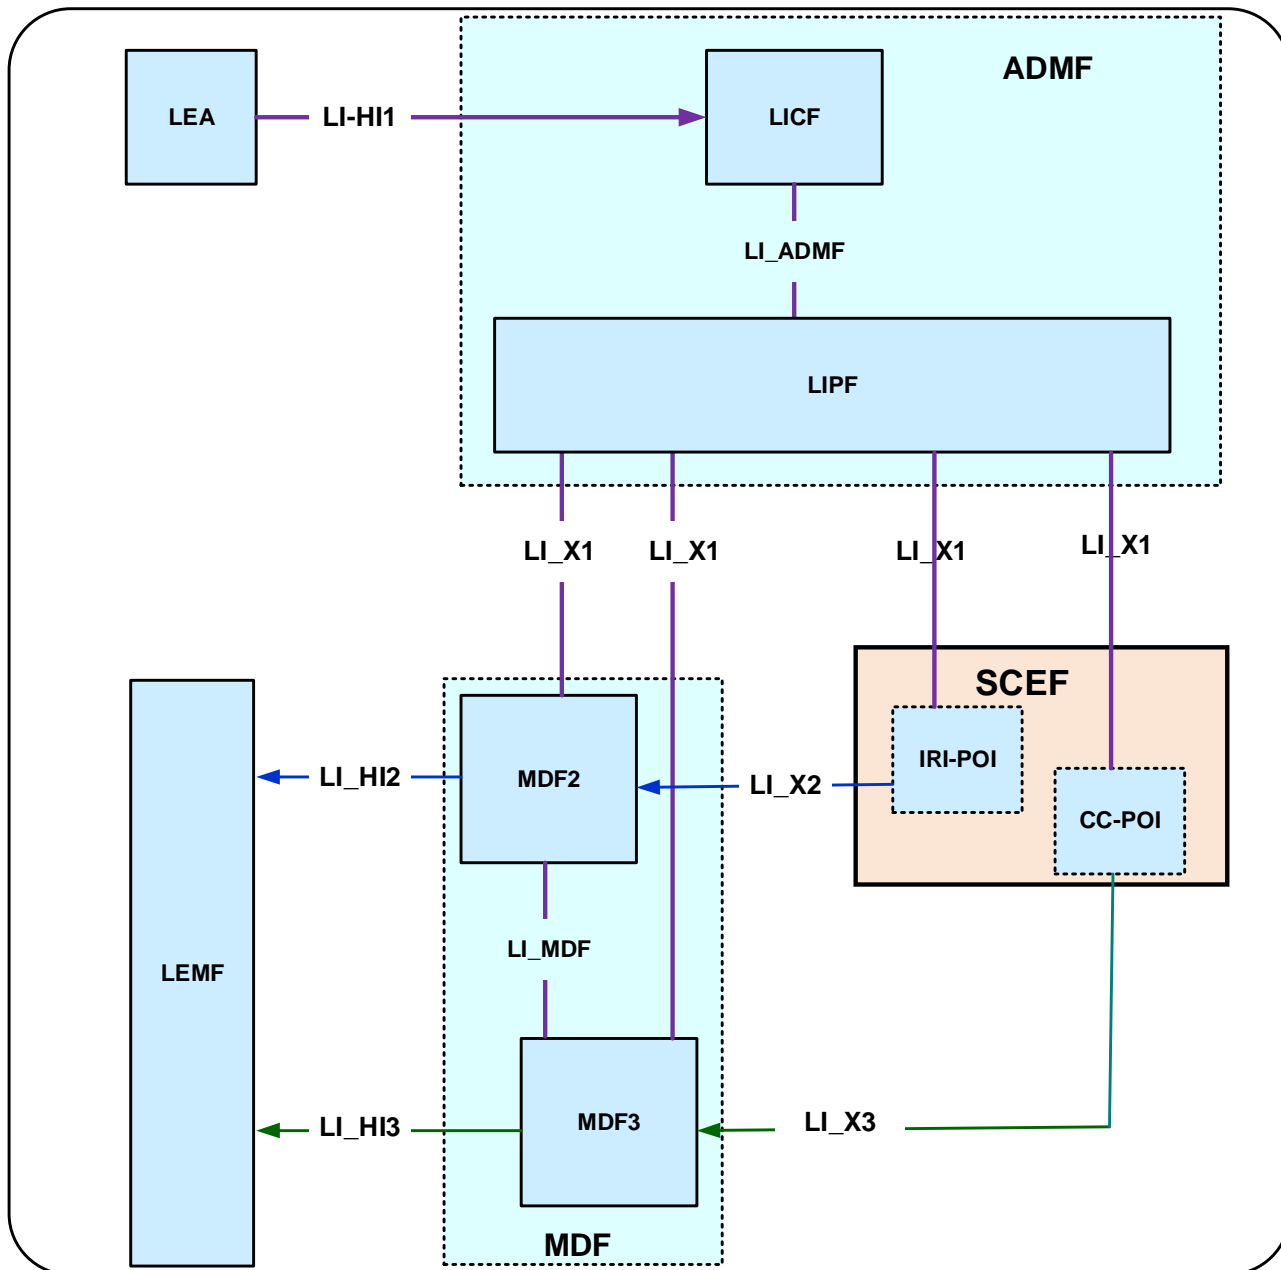 ADMF
LEA
LI-HI1
LICF
LI_ADMF
LIPF
LI_X1
LI_X1
LI_X1
LI_X1
SCEF
IRI-POI
LI_HI2
MDF2
LI_X2
CC-POI
LI_MDF
LEMF
LI_HI3
MDF3
LI_X3
MDF